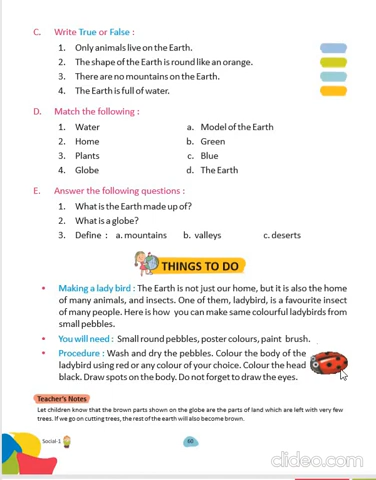 C. Write True or False :
1. Only animals live on the Earth.
2. The shape of the Earth is round like an orange.
3. There are no mountains on the Earth.
4. The Earth is full of water.
D. Match the following :
1. Water a. Model of the Earth
2. Home b. Green
3. Plants c. Blue
4. Globe d. The Earth
E. Answer the following questions :
1. What is the Earth made up of?
2. What is a globe?
3. Define : a. mountains b. valleys c. deserts
THINGS TO DO
• Making a lady bird : The Earth is not just our home, but it is also the home
of many animals, and insects. One of them, ladybird, is a favourite insect
of many people. Here is how you can make same colourful ladybirds from
small pebbles.
• You will need : Small round pebbles, poster colours, paint brush.
• Procedure : Wash and dry the pebbles. Colour the body of the
ladybird using red or any colour of your choice. Colour the head
black. Draw spots on the body. Do not forget to draw the eyes.
Teacher's Notes
Let children know that the brown parts shown on the globe are the parts of land which are left with very few
trees. If we go on cutting trees, the rest of the earth will also become brown.
Social-1
60
clideo.com